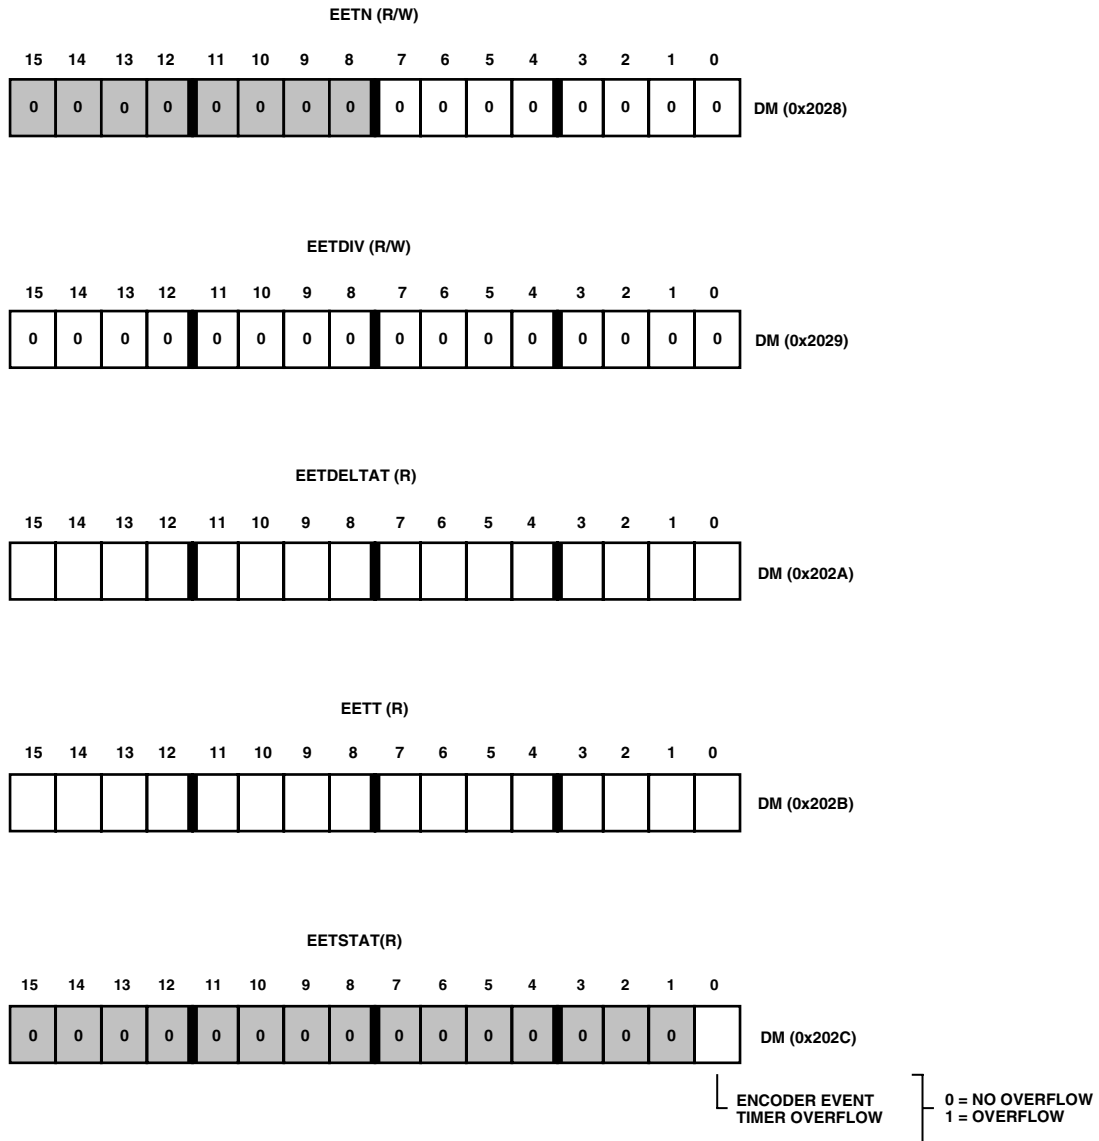 EETN (R/W)
15 14 13 12 11 10 9 8 7 6 5 4 3 2 1 0
0 0 0 0 0 0 0 0 0 0 0 0 0 0 0 0 DM (0x2028)
EETDIV (R/W)
15 14 13 12 11 10 9 8 7 6 5 4 3 2 1 0
0 0 0 0 0 0 0 0 0 0 0 0 0 0 0 0 DM (0x2029)
EETDELTAT (R)
15 14 13 12 11 10 9 8 7 6 5 4 3 2 1 0
DM (0x202A)
EETT (R)
15 14 13 12 11 10 9 8 7 6 5 4 3 2 1 0
DM (0x202B)
EETSTAT(R)
15 14 13 12 11 10 9 8 7 6 5 4 3 2 1 0
0 0 0 0 0 0 0 0 0 0 0 0 0 0 0 DM (0x202C)
ENCODER EVENT 0 = NO OVERFLOW
TIMER OVERFLOW 1 = OVERFLOW